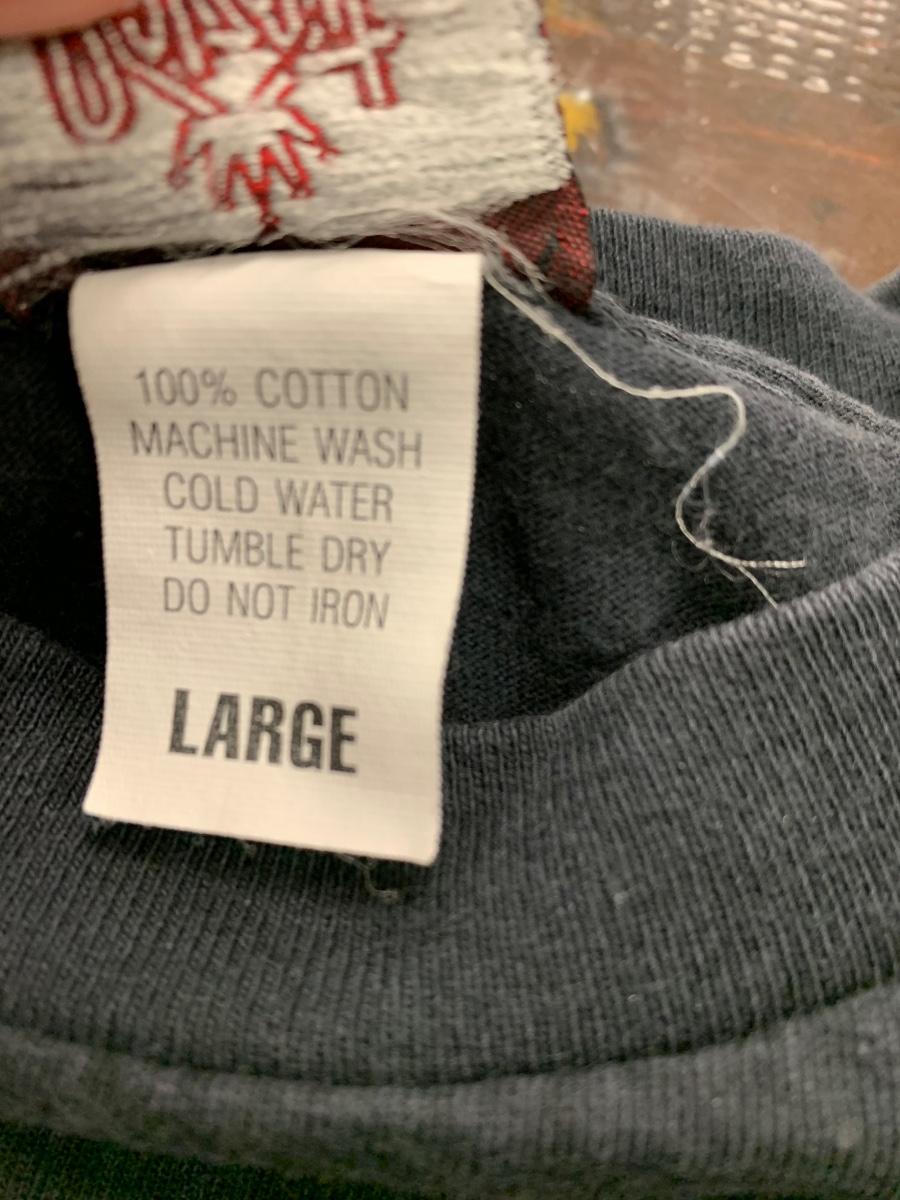 100% COTTON
MACHINE WASH
COLD WATER
TUMBLE DRY
DO NOT IRON
LARGE